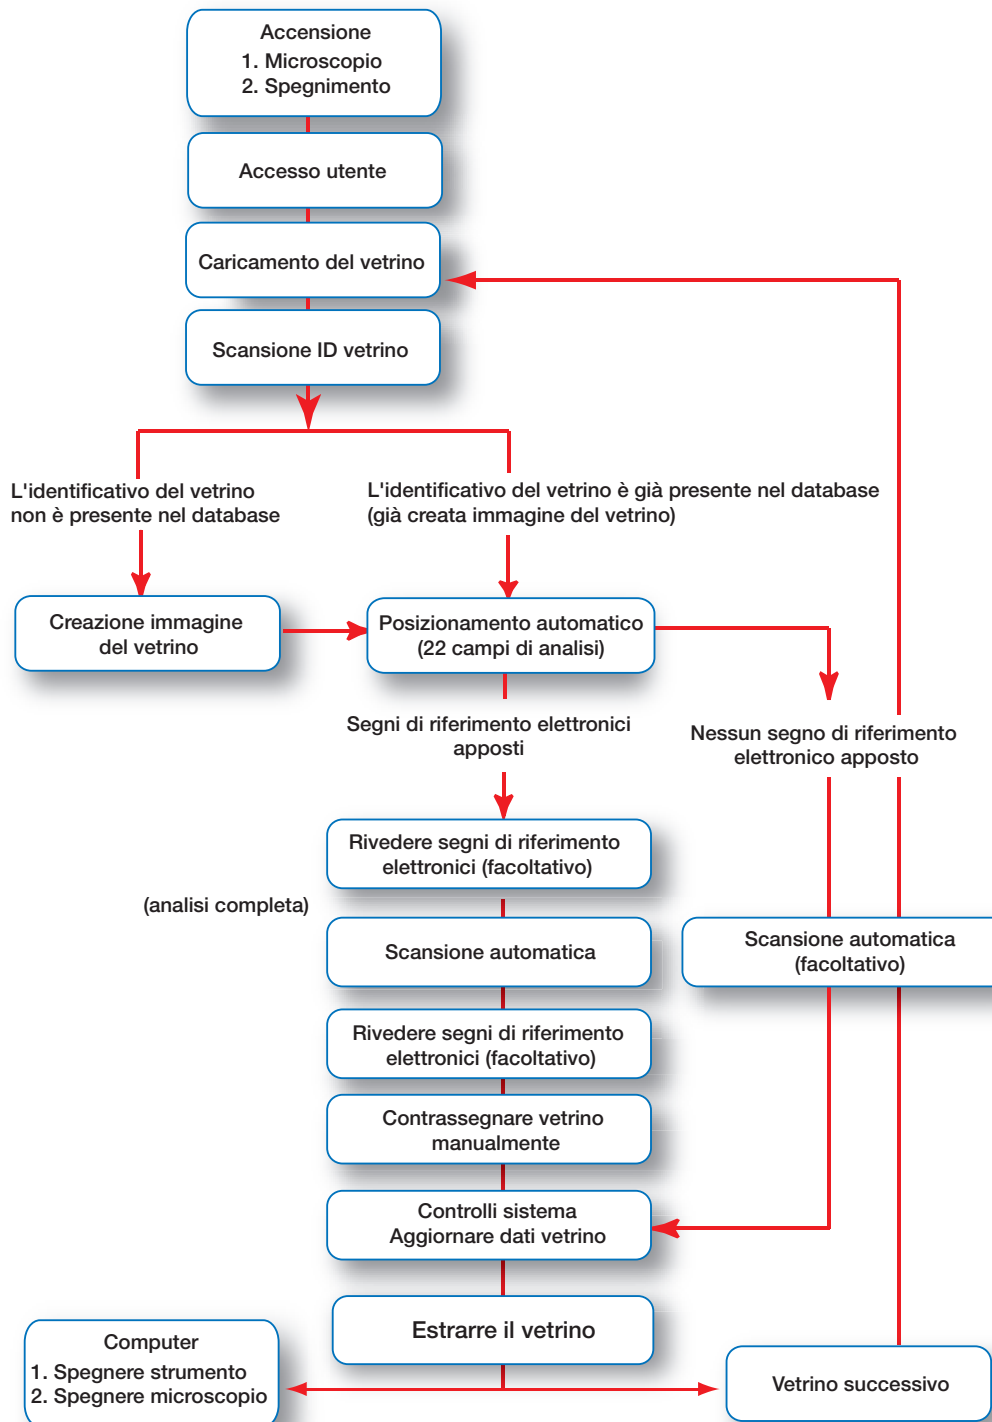 Accensione
1. Microscopio
2. Spegnimento
Accesso utente
Caricamento del vetrino
Scansione ID vetrino
L'identificativo del vetrino
non è presente nel database
L'identificativo del vetrino è già presente nel database
(già creata immagine del vetrino)
Creazione immagine
del vetrino
Posizionamento automatico
(22 campi di analisi)
Segni di riferimento elettronici
apposti
Nessun segno di riferimento
elettronico apposto
Rivedere segni di riferimento
elettronici (facoltativo)
(analisi completa)
Scansione automatica
Scansione automatica
(facoltativo)
Rivedere segni di riferimento
elettronici (facoltativo)
Contrassegnare vetrino
manualmente
Controlli sistema
Aggiornare dati vetrino
Estrarre il vetrino
Computer
1. Spegnere strumento
2. Spegnere microscopio
Vetrino successivo